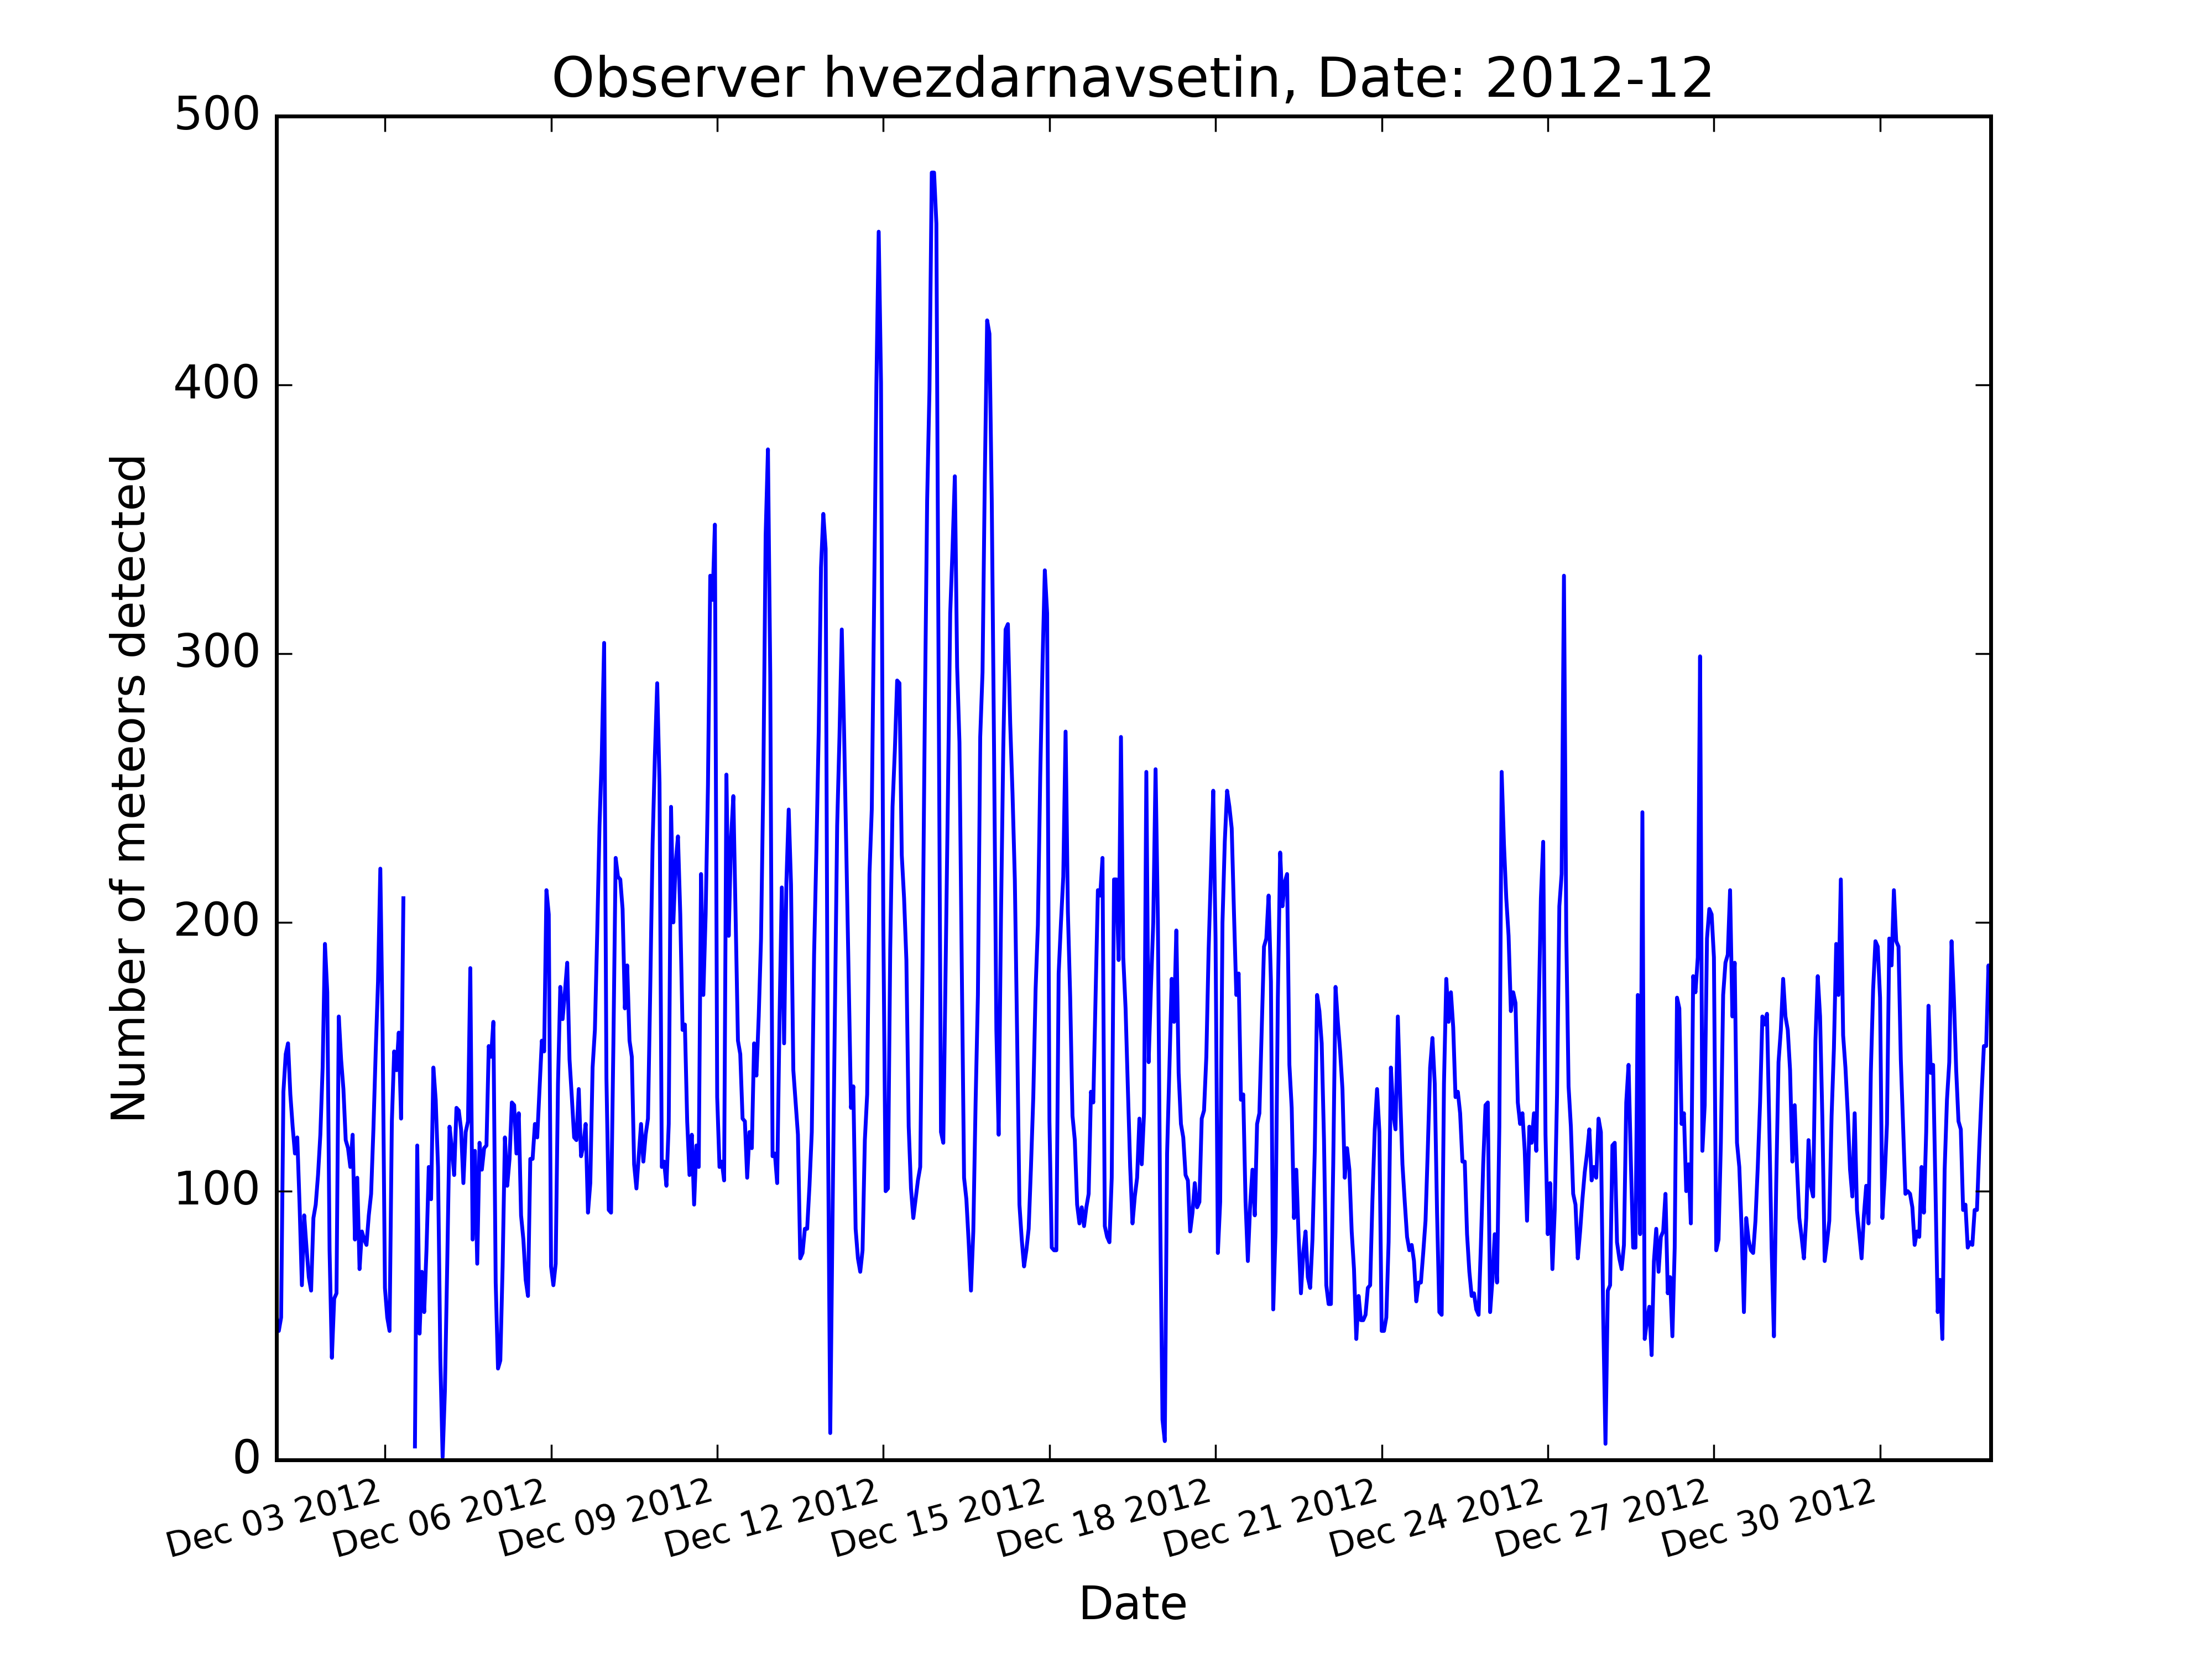 Observer hvezdarnavsetin, Date: 2012-12
500
400
300
200
100
0
Number of meteors detected
Dec 03 2012
Dec 06 2012
Dec 09 2012
Dec 12 2012
Dec 15 2012
Dec 18 2012
Dec 21 2012
Dec 24 2012
Dec 27 2012
Dec 30 2012
Date